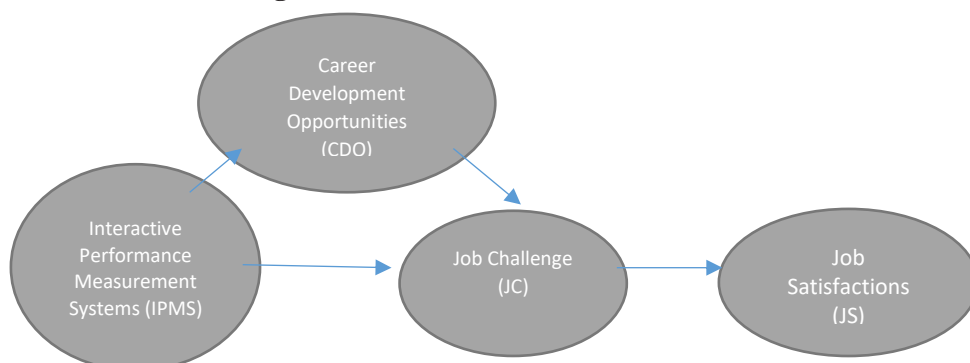 Career
Development
Opportunities
(CDO)
Interactive
Performance
Measurement
Systems (IPMS)
Job Challenge
(JC)
Job
Satisfactions
(JS)